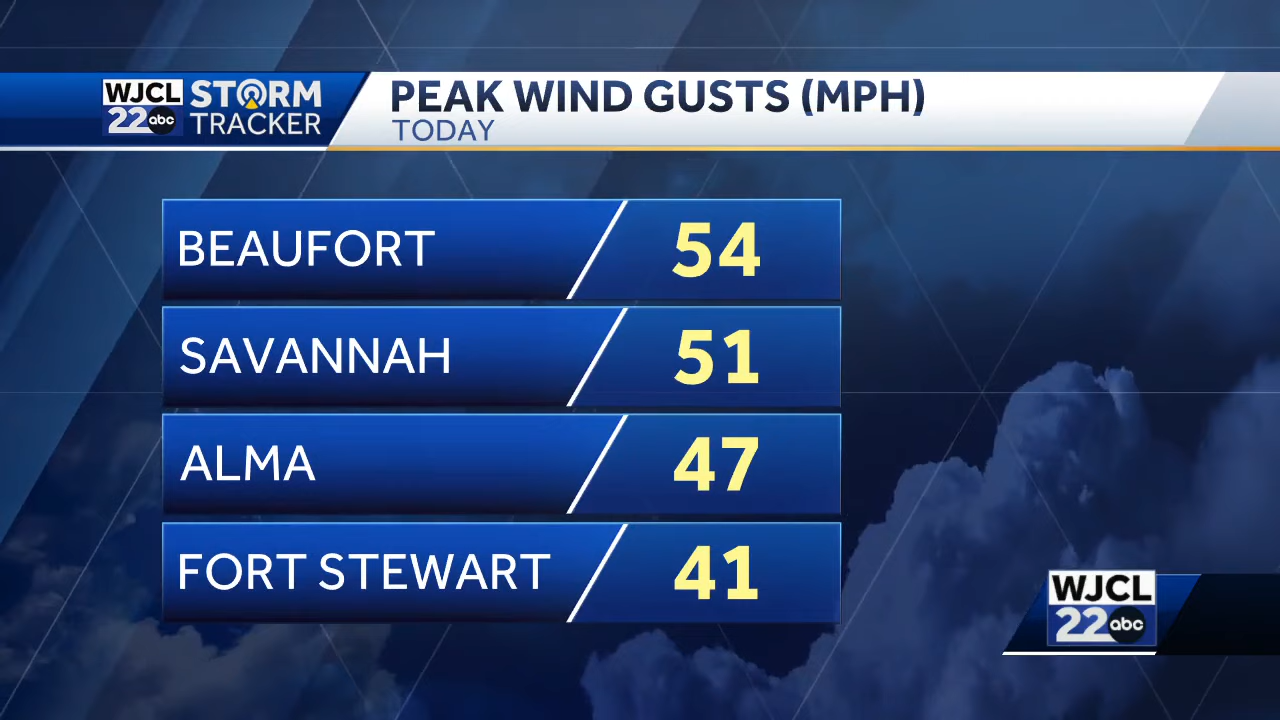 WJCL
22 abc
STORM
TRACKER
PEAK WIND GUSTS (MPH)
TODAY
BEAUFORT 54
SAVANNAH 51
ALMA 47
FORT STEWART 41
WJCL
22 abc